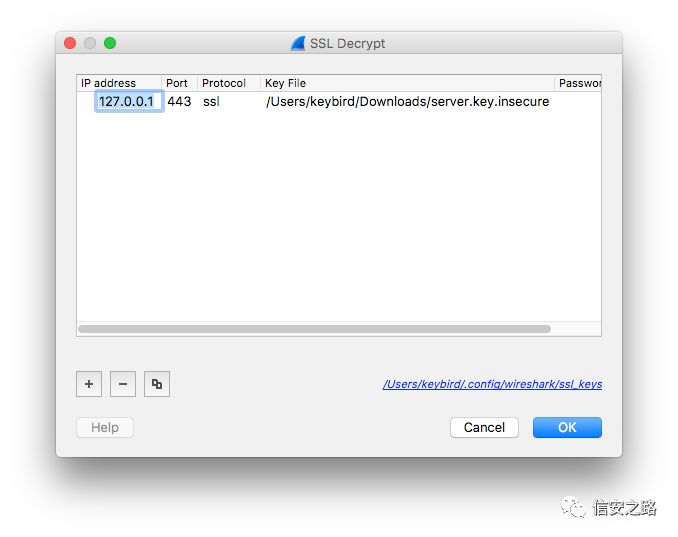 SSL Decrypt
IP address Port Protocol Key File Passwor
127.0.0.1 443 ssl /Users/keybird/Downloads/server.key.insecure
/Users/keybird/.config/wireshark/ssl_keys
Help Cancel OK
信安之路